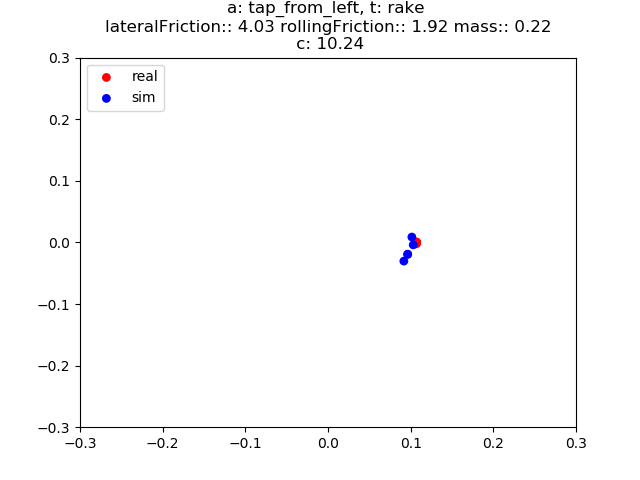 a: tap_from_left, t: rake
lateralFriction:: 4.03 rollingFriction:: 1.92 mass:: 0.22
c: 10.24
real
sim
0.3
0.2
0.1
0.0
−0.1
−0.2
−0.3
−0.3 −0.2 −0.1 0.0 0.1 0.2 0.3